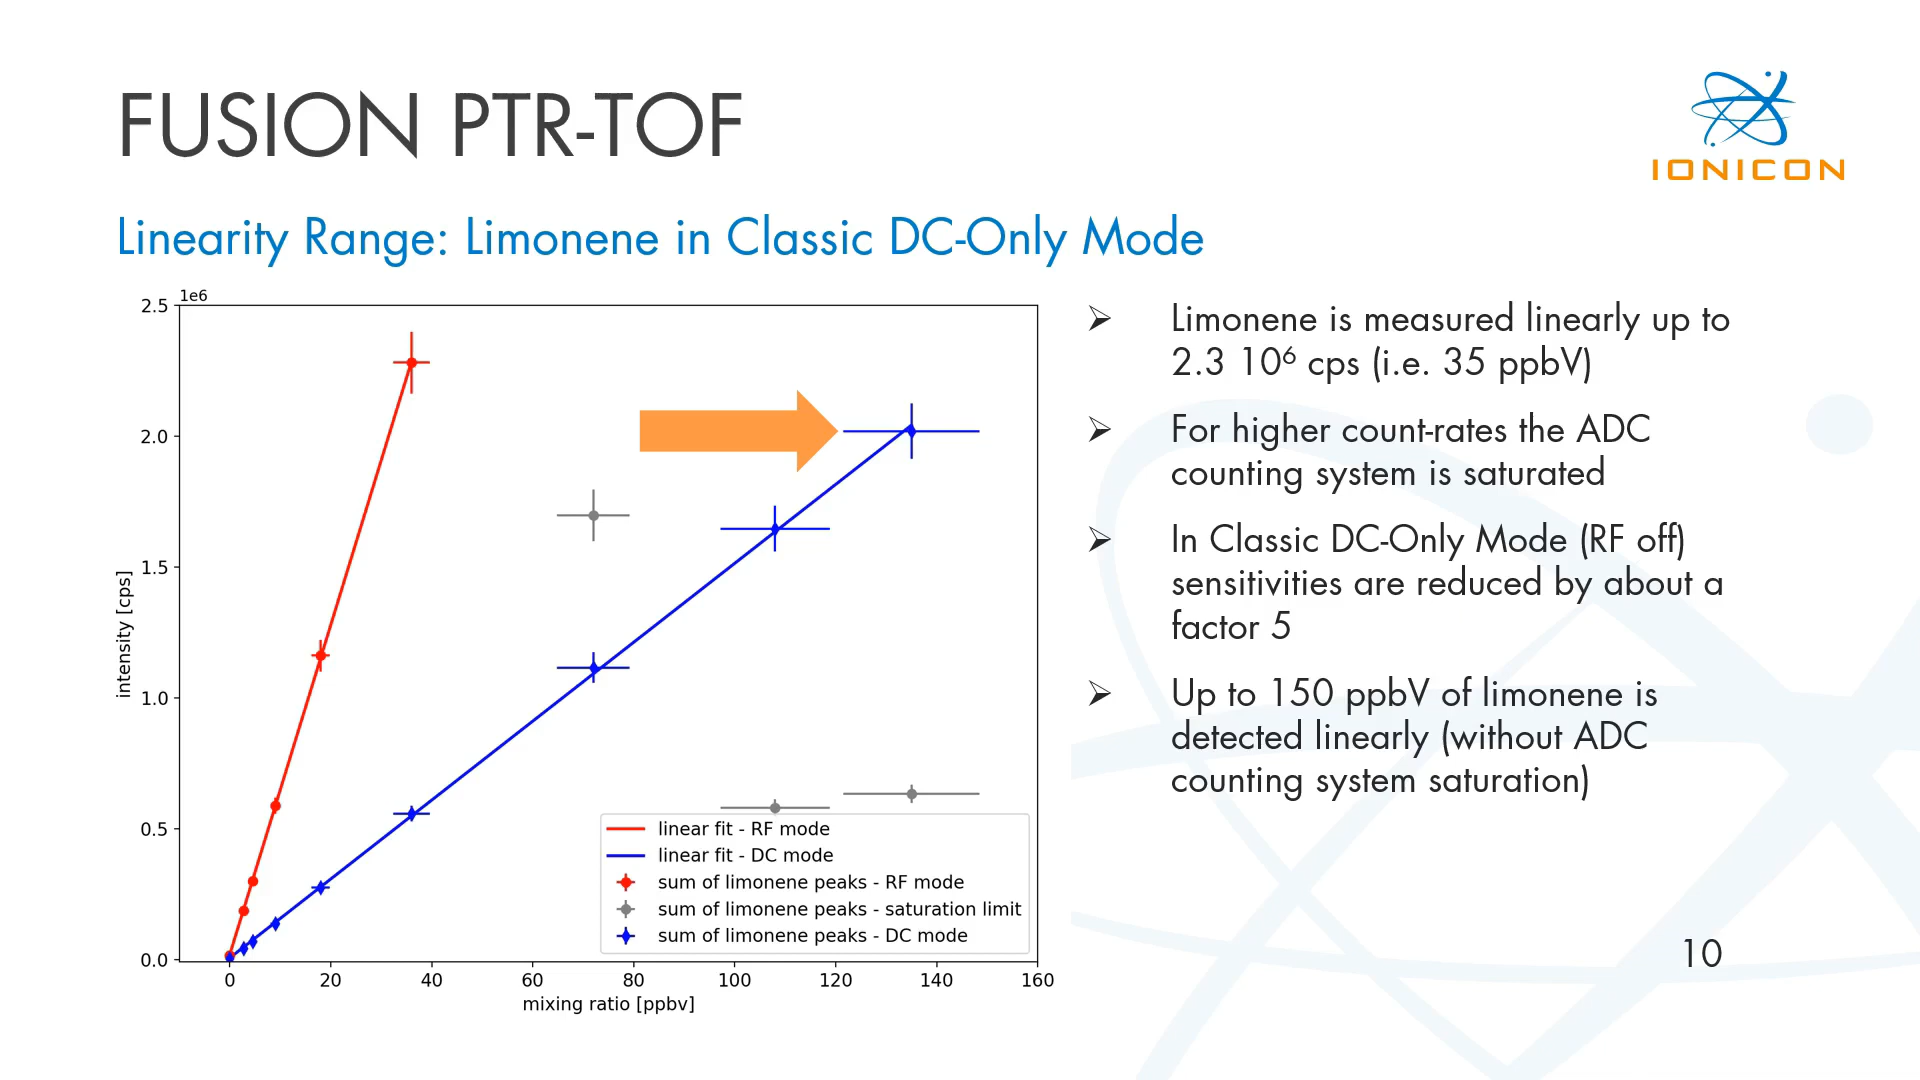 FUSION PTR-TOF
IONICON
Linearity Range: Limonene in Classic DC-Only Mode
1e6
2.5
2.0
1.5
1.0
0.5
0.0
intensity [cps]
0 20 40 60 80 100 120 140 160
mixing ratio [ppbv]
linear fit - RF mode
linear fit - DC mode
sum of limonene peaks - RF mode
sum of limonene peaks - saturation limit
sum of limonene peaks - DC mode
➢ Limonene is measured linearly up to
2.3 10⁶ cps (i.e. 35 ppbV)
➢ For higher count-rates the ADC
counting system is saturated
➢ In Classic DC-Only Mode (RF off)
sensitivities are reduced by about a
factor 5
➢ Up to 150 ppbV of limonene is
detected linearly (without ADC
counting system saturation)
10